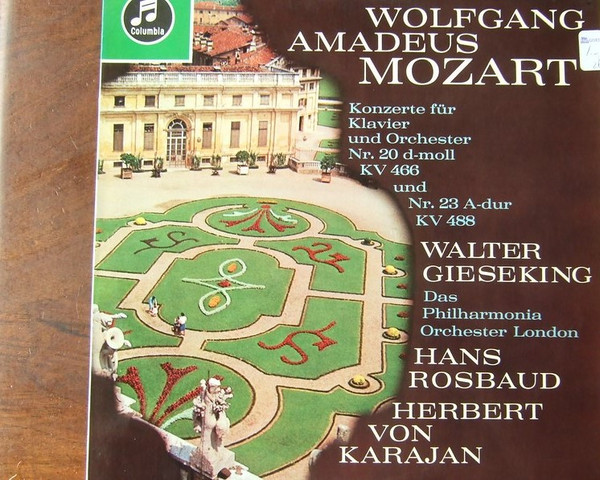 Columbia
WOLFGANG
AMADEUS
MOZART
Konzerte für
Klavier
und Orchester
Nr. 20 d-moll
KV 466
und
Nr. 23 A-dur
KV 488
WALTER
GIESEKING
Das
Philharmonia
Orchester London
HANS
ROSBAUD
HERBERT
VON
KARAJAN